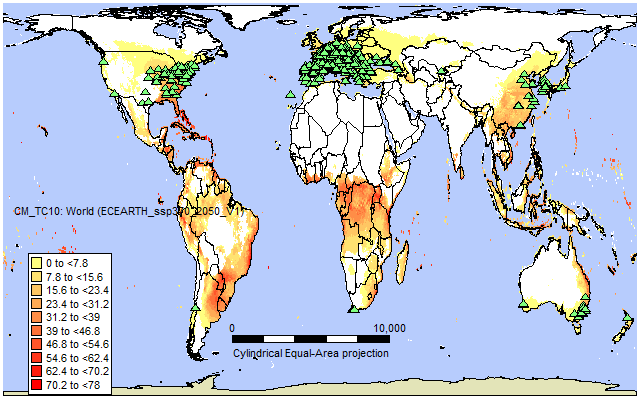 CM_TC10: World (ECEARTH_ssp370_2050_V1)
0 to <7.8
7.8 to <15.6
15.6 to <23.4
23.4 to <31.2
31.2 to <39
39 to <46.8
46.8 to <54.6
54.6 to <62.4
62.4 to <70.2
70.2 to <78
0 10,000
Cylindrical Equal-Area projection